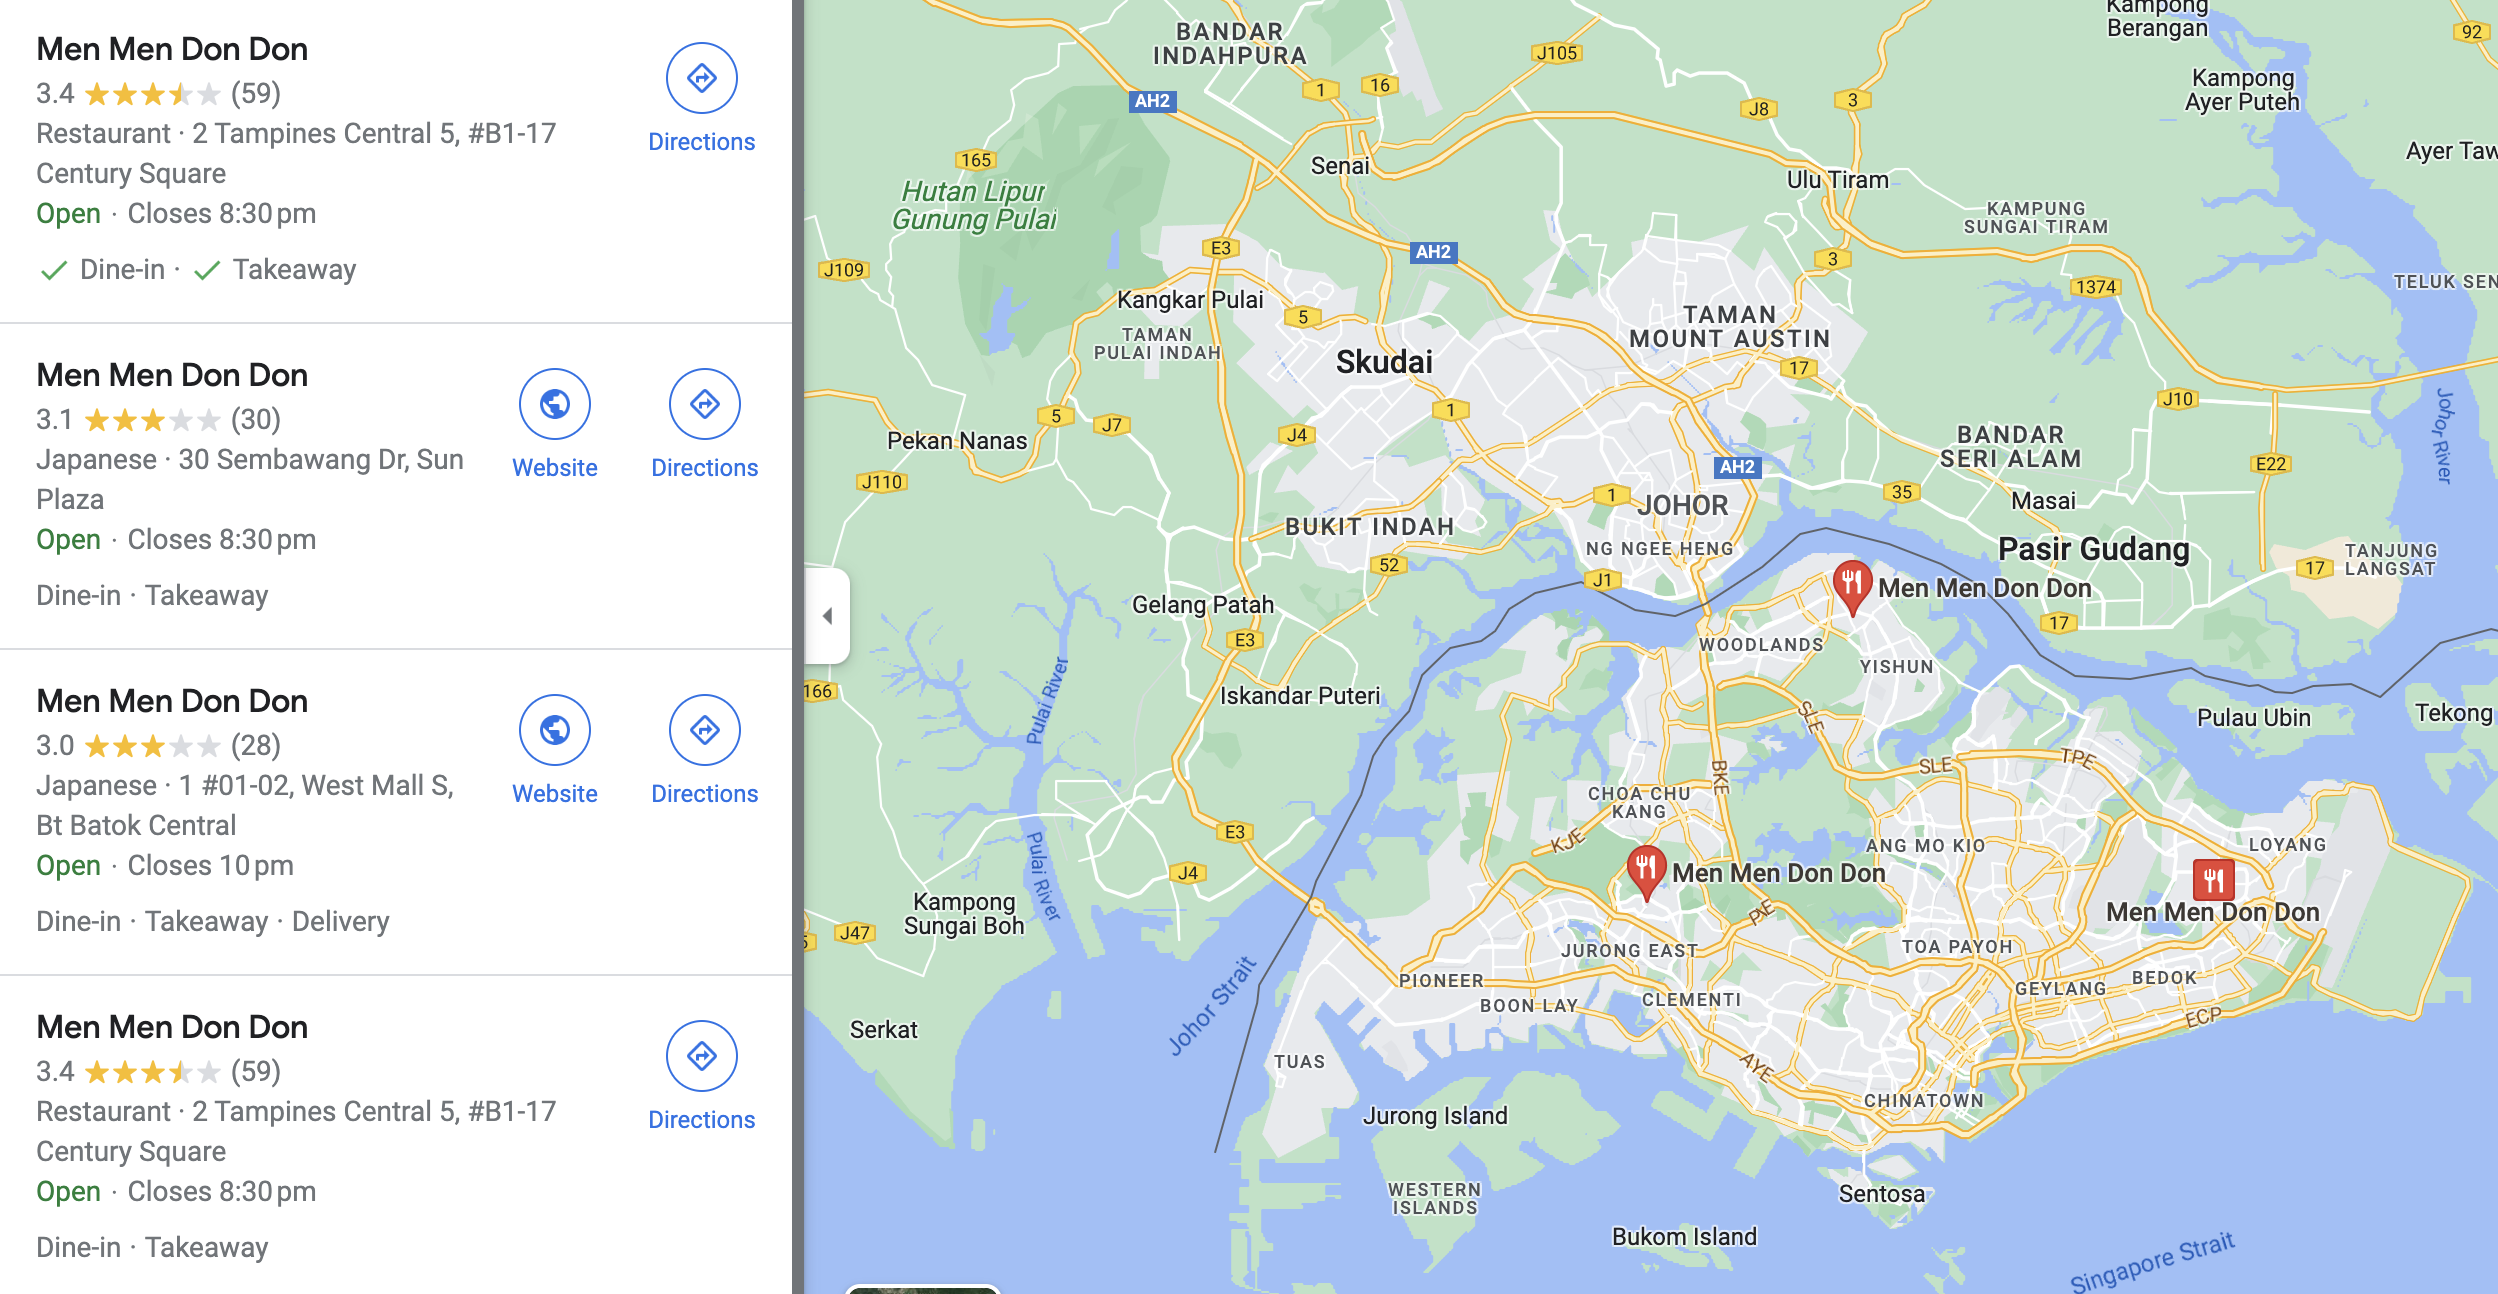 Men Men Don Don
3.4 (59)
Directions
Restaurant · 2 Tampines Central 5, #B1-17
Century Square
Open · Closes 8:30 pm
Dine-in · Takeaway
Men Men Don Don
3.1 (30)
Japanese · 30 Sembawang Dr, Sun
Plaza
Website
Directions
Open · Closes 8:30 pm
Dine-in · Takeaway
Men Men Don Don
3.0 (28)
Japanese · 1 #01-02, West Mall S,
Bt Batok Central
Website
Directions
Open · Closes 10 pm
Dine-in · Takeaway · Delivery
Men Men Don Don
3.4 (59)
Restaurant · 2 Tampines Central 5, #B1-17
Century Square
Directions
Open · Closes 8:30 pm
Dine-in · Takeaway
Kampong
Berangan
BANDAR
INDAHPURA
92
J105
1
16
AH2
J8
3
Kampong
Ayer Puteh
165
Senai
Ulu Tiram
Ayer Taw
Hutan Lipur
Gunung Pulai
KAMPUNG
SUNGAI TIRAM
E3
AH2
3
J109
TELUK SEN
1374
Kangkar Pulai
5
TAMAN
PULAI INDAH
TAMAN
MOUNT AUSTIN
Skudai
17
J10
Johor River
5
J7
1
J4
Pekan Nanas
BANDAR
SERI ALAM
AH2
E22
J110
1
35
Masai
JOHOR
BUKIT INDAH
NG NGEE HENG
Pasir Gudang
TANJUNG
LANGSAT
17
52
J1
Men Men Don Don
Gelang Patah
17
E3
WOODLANDS
YISHUN
166
Iskandar Puteri
Pulai River
SLE
Pulau Ubin
Tekong
BKE
SLE
TPE
CHOA CHU
KANG
E3
KJE
ANG MO KIO
LOYANG
J4
Men Men Don Don
Pulai River
Kampong
Sungai Boh
PIE
Men Men Don Don
J47
5
JURONG EAST
TOA PAYOH
PIONEER
BEDOK
GEYLANG
BOON LAY
CLEMENTI
Johor Strait
ECP
Serkat
TUAS
AYE
CHINATOWN
Jurong Island
WESTERN
ISLANDS
Sentosa
Bukom Island
Singapore Strait